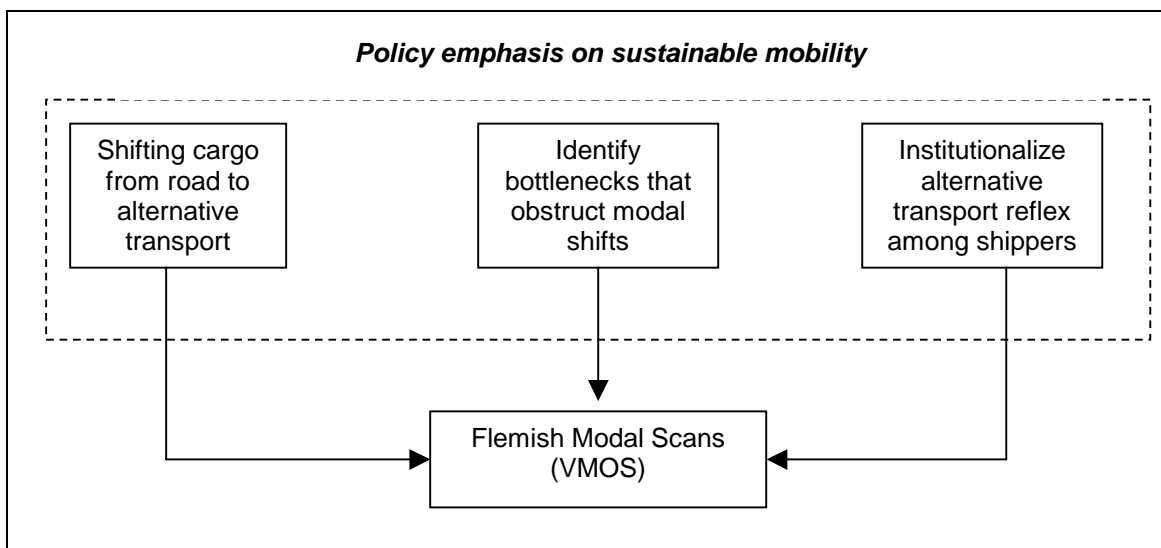 Policy emphasis on sustainable mobility
Shifting cargo
from road to
alternative
transport
Identify
bottlenecks that
obstruct modal
shifts
Institutionalize
alternative
transport reflex
among shippers
Flemish Modal Scans
(VMOS)